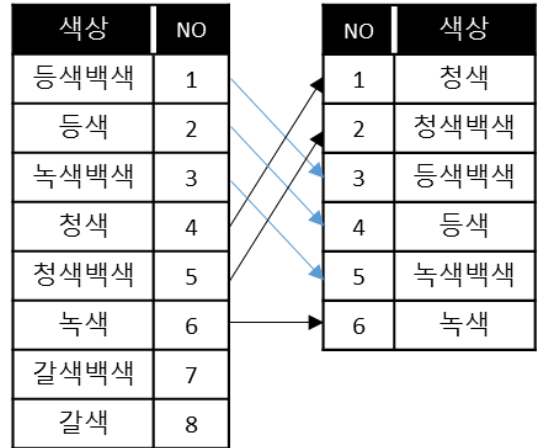 색상 NO
등색백색 1
등색 2
녹색백색 3
청색 4
청색백색 5
녹색 6
갈색백색 7
갈색 8
NO 색상
1 청색
2 청색백색
3 등색백색
4 등색
5 녹색백색
6 녹색